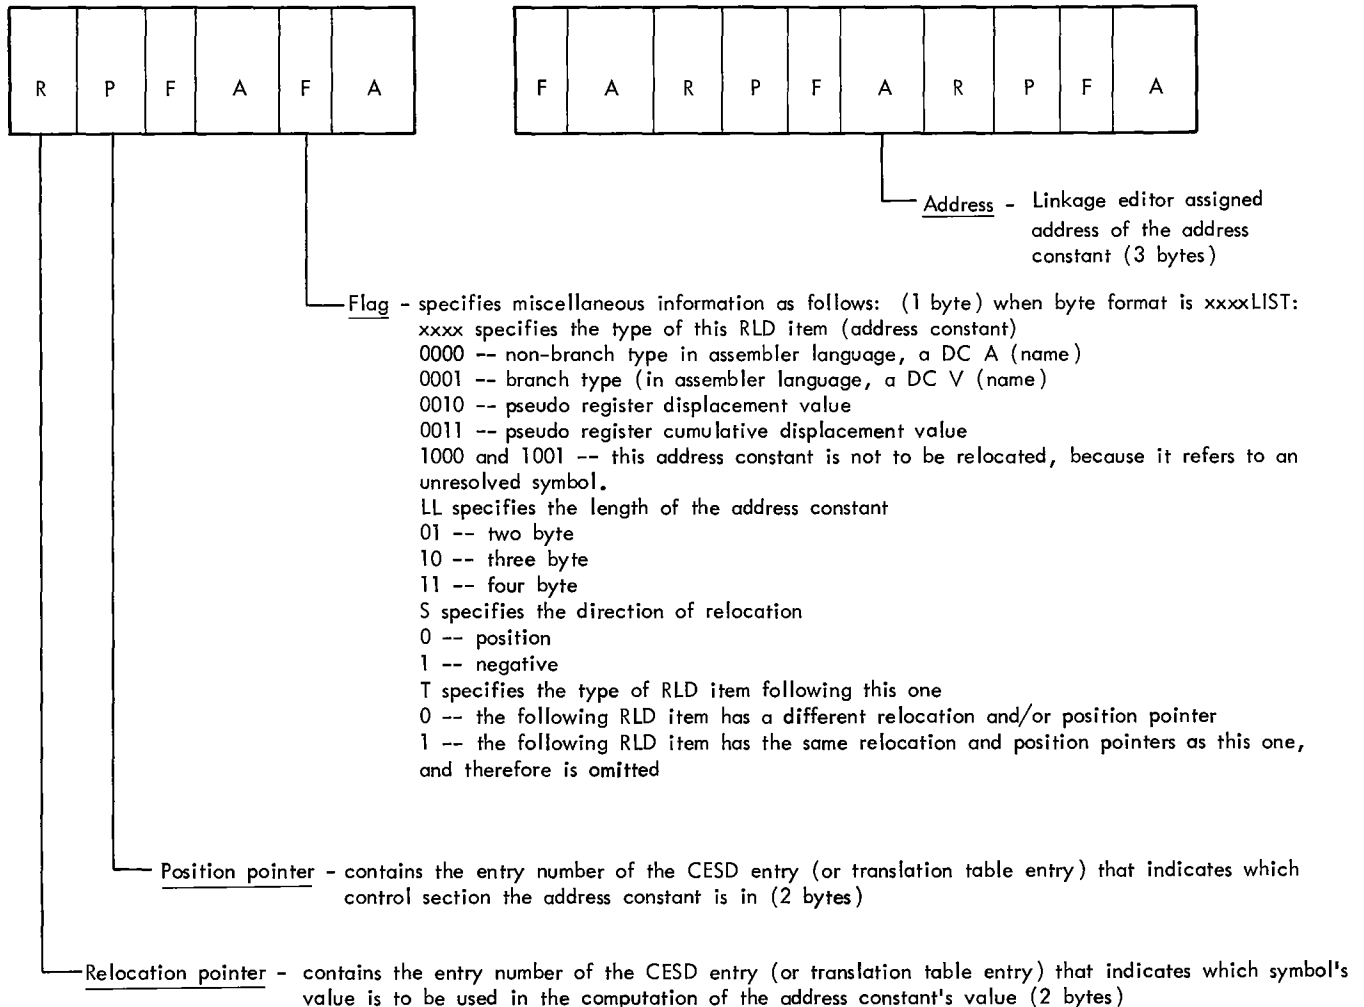 R P F A F A F A R P F A R P F A
Address - Linkage editor assigned
address of the address
constant (3 bytes)
Flag - specifies miscellaneous information as follows: (1 byte) when byte format is xxxxLIST:
xxxx specifies the type of this RLD item (address constant)
0000 -- non-branch type in assembler language, a DC A (name)
0001 -- branch type (in assembler language, a DC V (name)
0010 -- pseudo register displacement value
0011 -- pseudo register cumulative displacement value
1000 and 1001 -- this address constant is not to be relocated, because it refers to an
unresolved symbol.
LL specifies the length of the address constant
01 -- two byte
10 -- three byte
11 -- four byte
S specifies the direction of relocation
0 -- position
1 -- negative
T specifies the type of RLD item following this one
0 -- the following RLD item has a different relocation and/or position pointer
1 -- the following RLD item has the same relocation and position pointers as this one,
and therefore is omitted
Position pointer - contains the entry number of the CESD entry (or translation table entry) that indicates which
control section the address constant is in (2 bytes)
Relocation pointer - contains the entry number of the CESD entry (or translation table entry) that indicates which symbol's
value is to be used in the computation of the address constant's value (2 bytes)